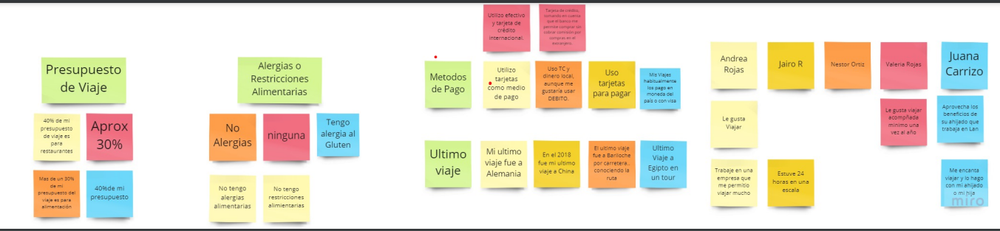 Presupuesto
de Viaje
40% de mi
presupuesto
de viaje es
para
restaurantes
Aprox
30%
Mas de un 30%
de mi
presupuesto del
viaje es para
alimentación
40%de mi
presupuesto
Alergias o
Restricciones
Alimentarias
No
Alergias
ninguna
Tengo
alergia al
Gluten
No tengo
alergias
alimentarias
No tengo
restricciones
alimientarias
Utilizo efectivo
y tarjeta de
crédito
internacional.
Tarjeta de crédito,
tomando en cuenta
que el banco me
permite comprar sin
cobrar comisión por
compras en el
extranjero.
Metodos
de Pago
Utilizo
tarjetas
como medio
de pago
Uso TC y
dinero local,
aunque me
gustaría usar
DEBITO.
Uso
tarjetas
para pagar
Mis Viajes
habitualmente
los pago en
moneda del
país o con visa
Ultimo
viaje
Mi ultimo
viaje fue a
Alemania
En el 2018
fue mi ultimo
viaje a China
El ultimo viaje
fue a Bariloche
por carretera..
conociendo la
ruta
Ultimo
Viaje a
Egipto en
un tour
Andrea
Rojas
Jairo R
Nestor Ortiz
Valeria Rojas
Juana
Carrizo
Le gusta
Viajar
Le gusta viajar
acompñada
minimo una
vez al año
Aprovecha los
beneficios de
su ahijado que
trabaja en Lan
Trabaje en una
empresa que
me permitio
viajar mucho
Estuve 24
horas en una
escala
Me encanta
viajar y lo hago
con mi ahijado
o mi hija
miro